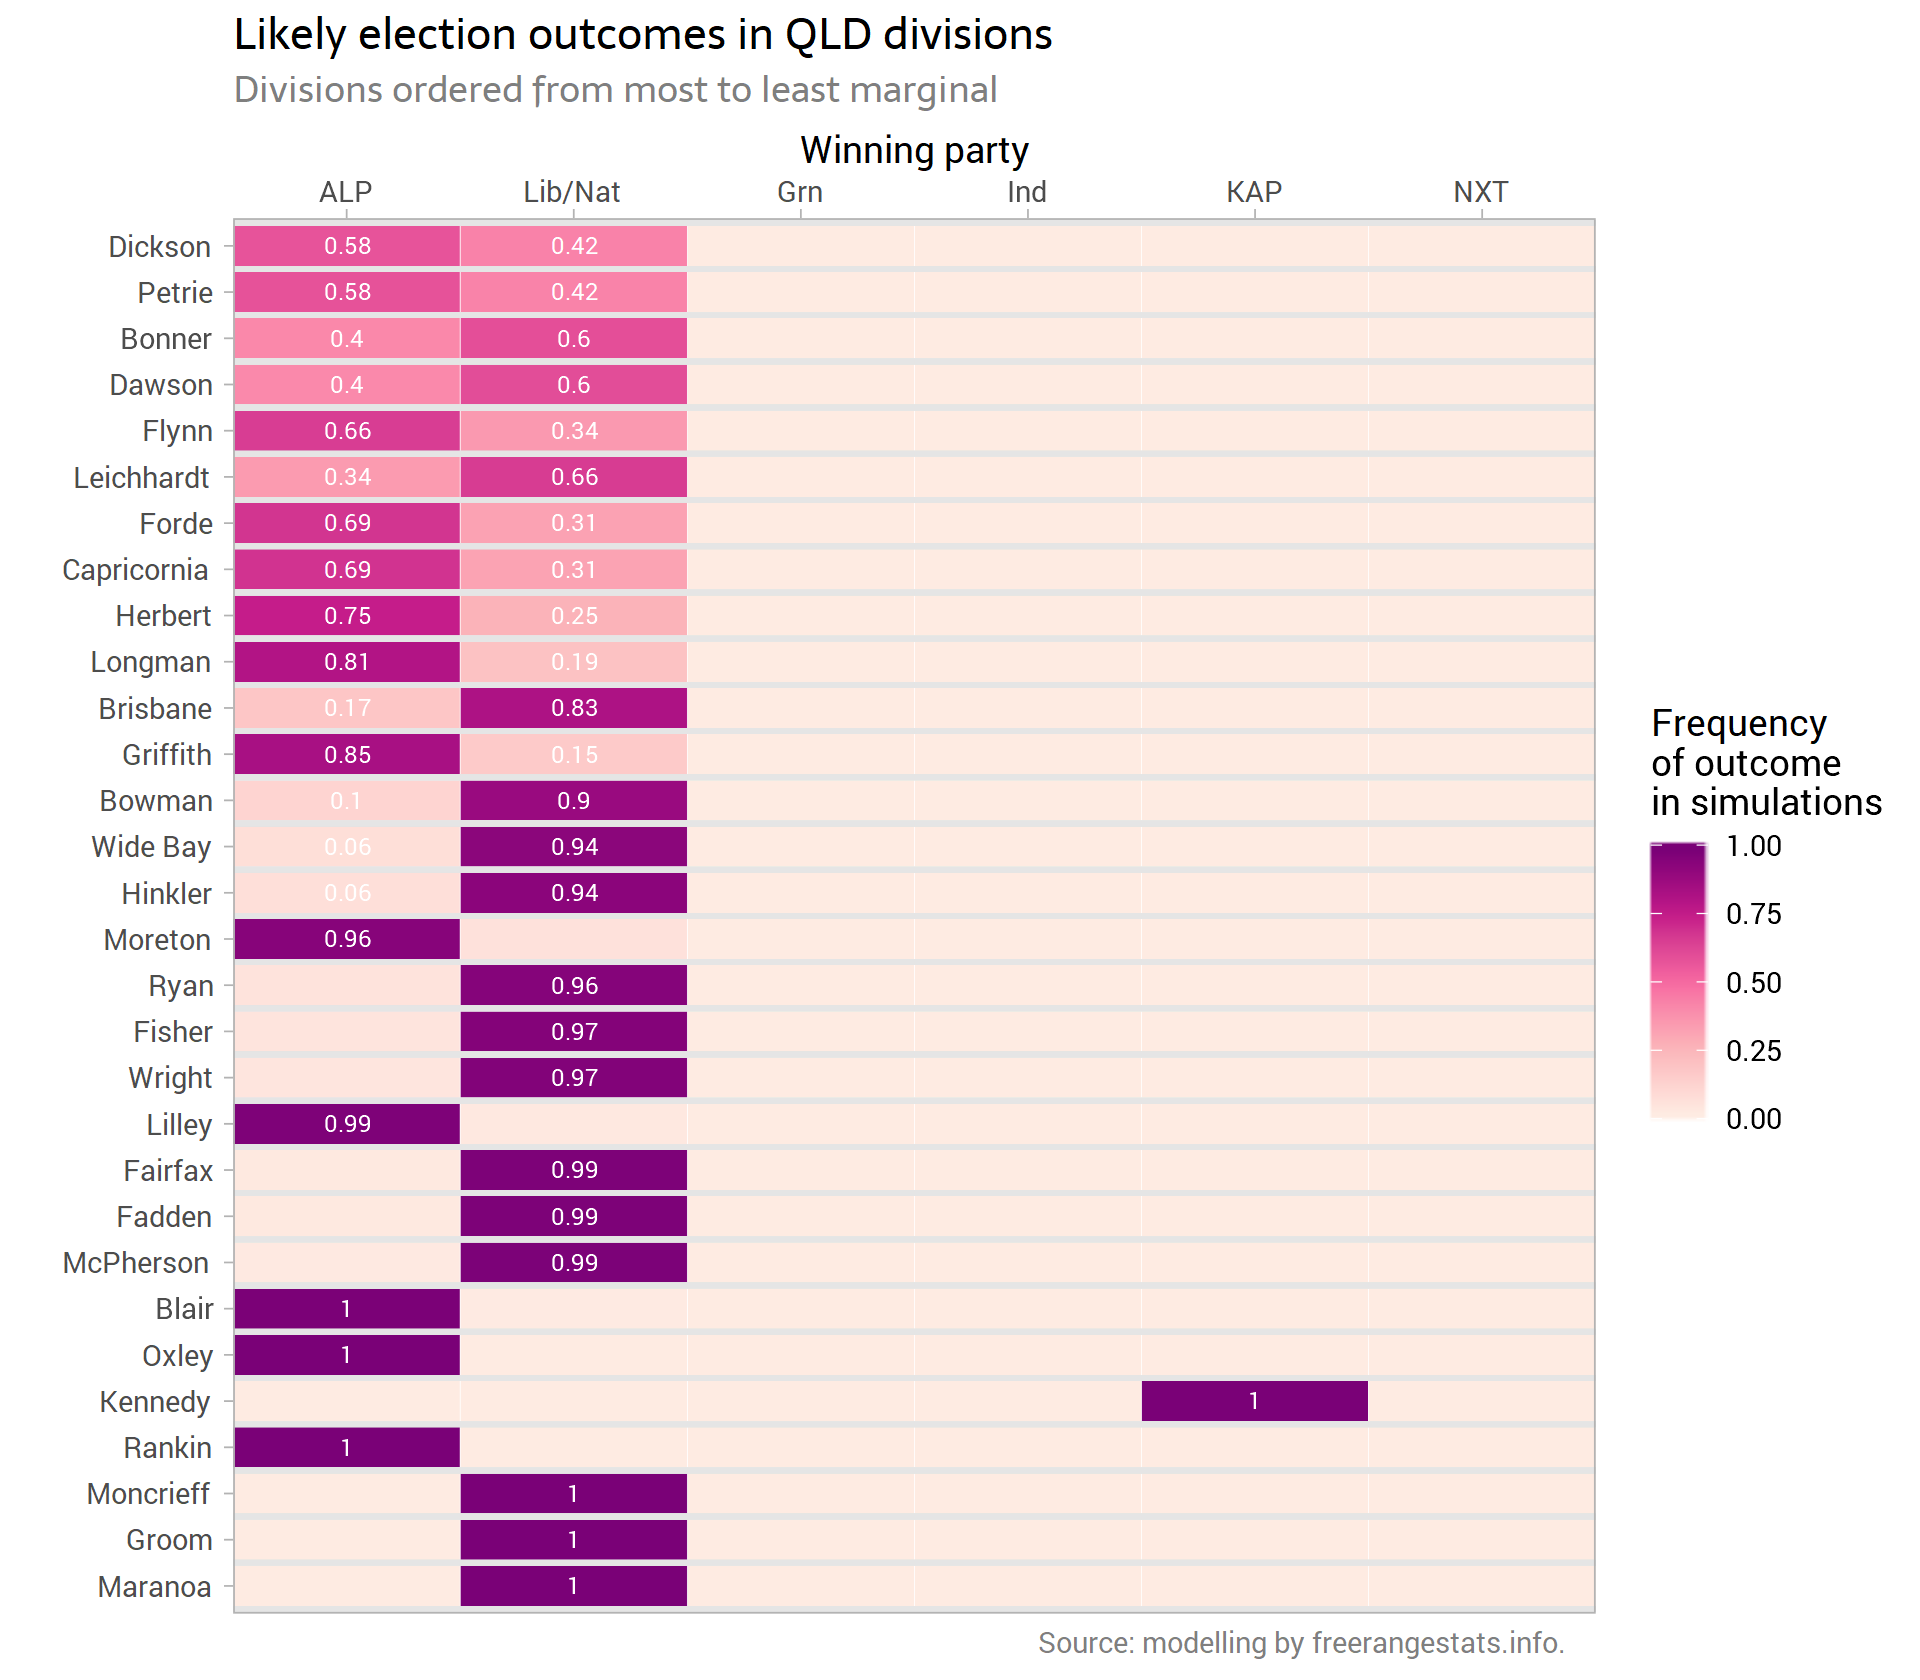 Likely election outcomes in QLD divisions
Divisions ordered from most to least marginal
Winning party
ALP Lib/Nat Grn Ind KAP NXT
Dickson 0.58 0.42
Petrie 0.58 0.42
Bonner 0.4 0.6
Dawson 0.4 0.6
Flynn 0.66 0.34
Leichhardt 0.34 0.66
Forde 0.69 0.31
Capricornia 0.69 0.31
Herbert 0.75 0.25
Longman 0.81 0.19
Brisbane 0.17 0.83
Griffith 0.85 0.15
Bowman 0.1 0.9
Wide Bay 0.06 0.94
Hinkler 0.06 0.94
Moreton 0.96
Ryan 0.96
Fisher 0.97
Wright 0.97
Lilley 0.99
Fairfax 0.99
Fadden 0.99
McPherson 0.99
Blair 1
Oxley 1
Kennedy 1
Rankin 1
Moncrieff 1
Groom 1
Maranoa 1
Frequency
of outcome
in simulations
1.00
0.75
0.50
0.25
0.00
Source: modelling by freerangestats.info.